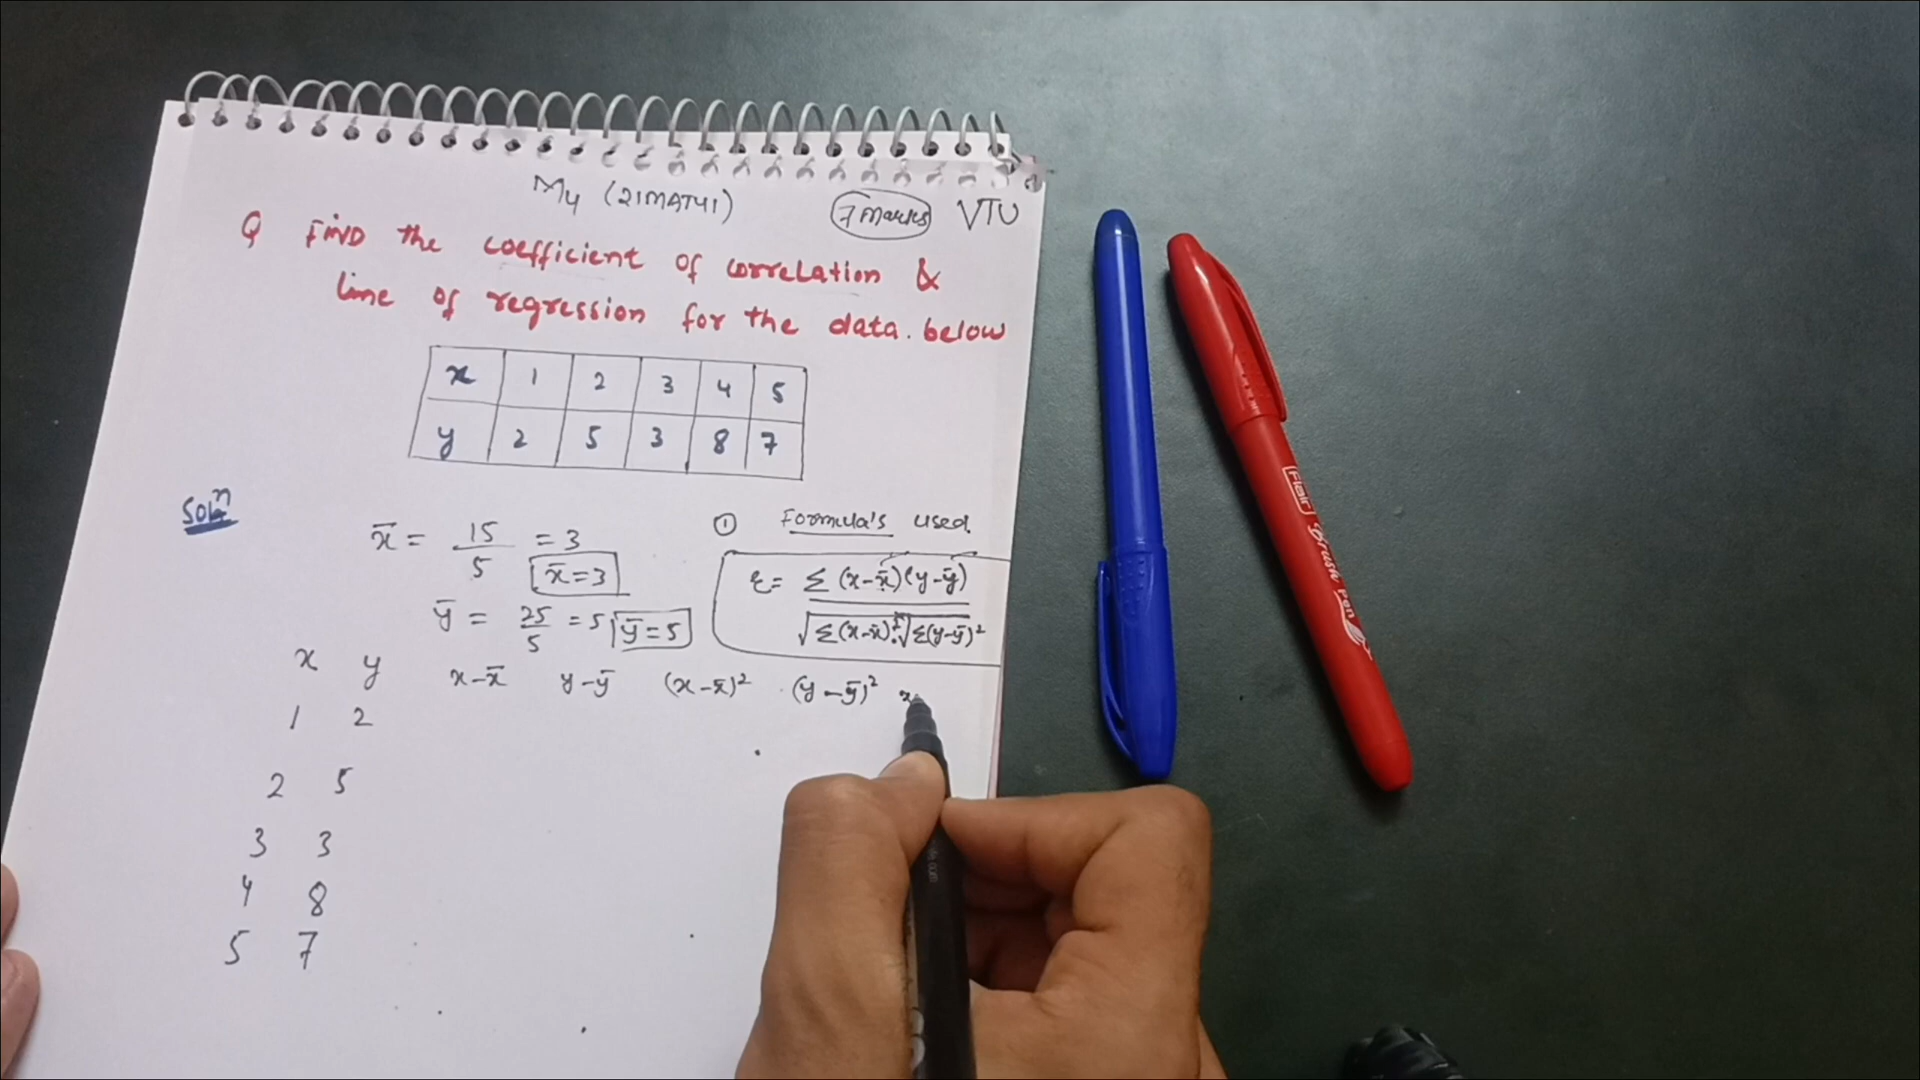 M4 (21MAT41) 7 Marks VTU
Q Find the coefficient of correlation &
line of regression for the data. below
x 1 2 3 4 5
y 2 5 3 8 7
Solⁿ
x̄ = 15/5 = 3
x̄=3
ȳ = 25/5 = 5 ȳ=5
① Formula's used
r = Σ(x-x̄)(y-ȳ) / √Σ(x-x̄)².√Σ(y-ȳ)²
x y x-x̄ y-ȳ (x-x̄)² (y-ȳ)² x
1 2
2 5
3 3
4 8
5 7
Flair
Brush Pen